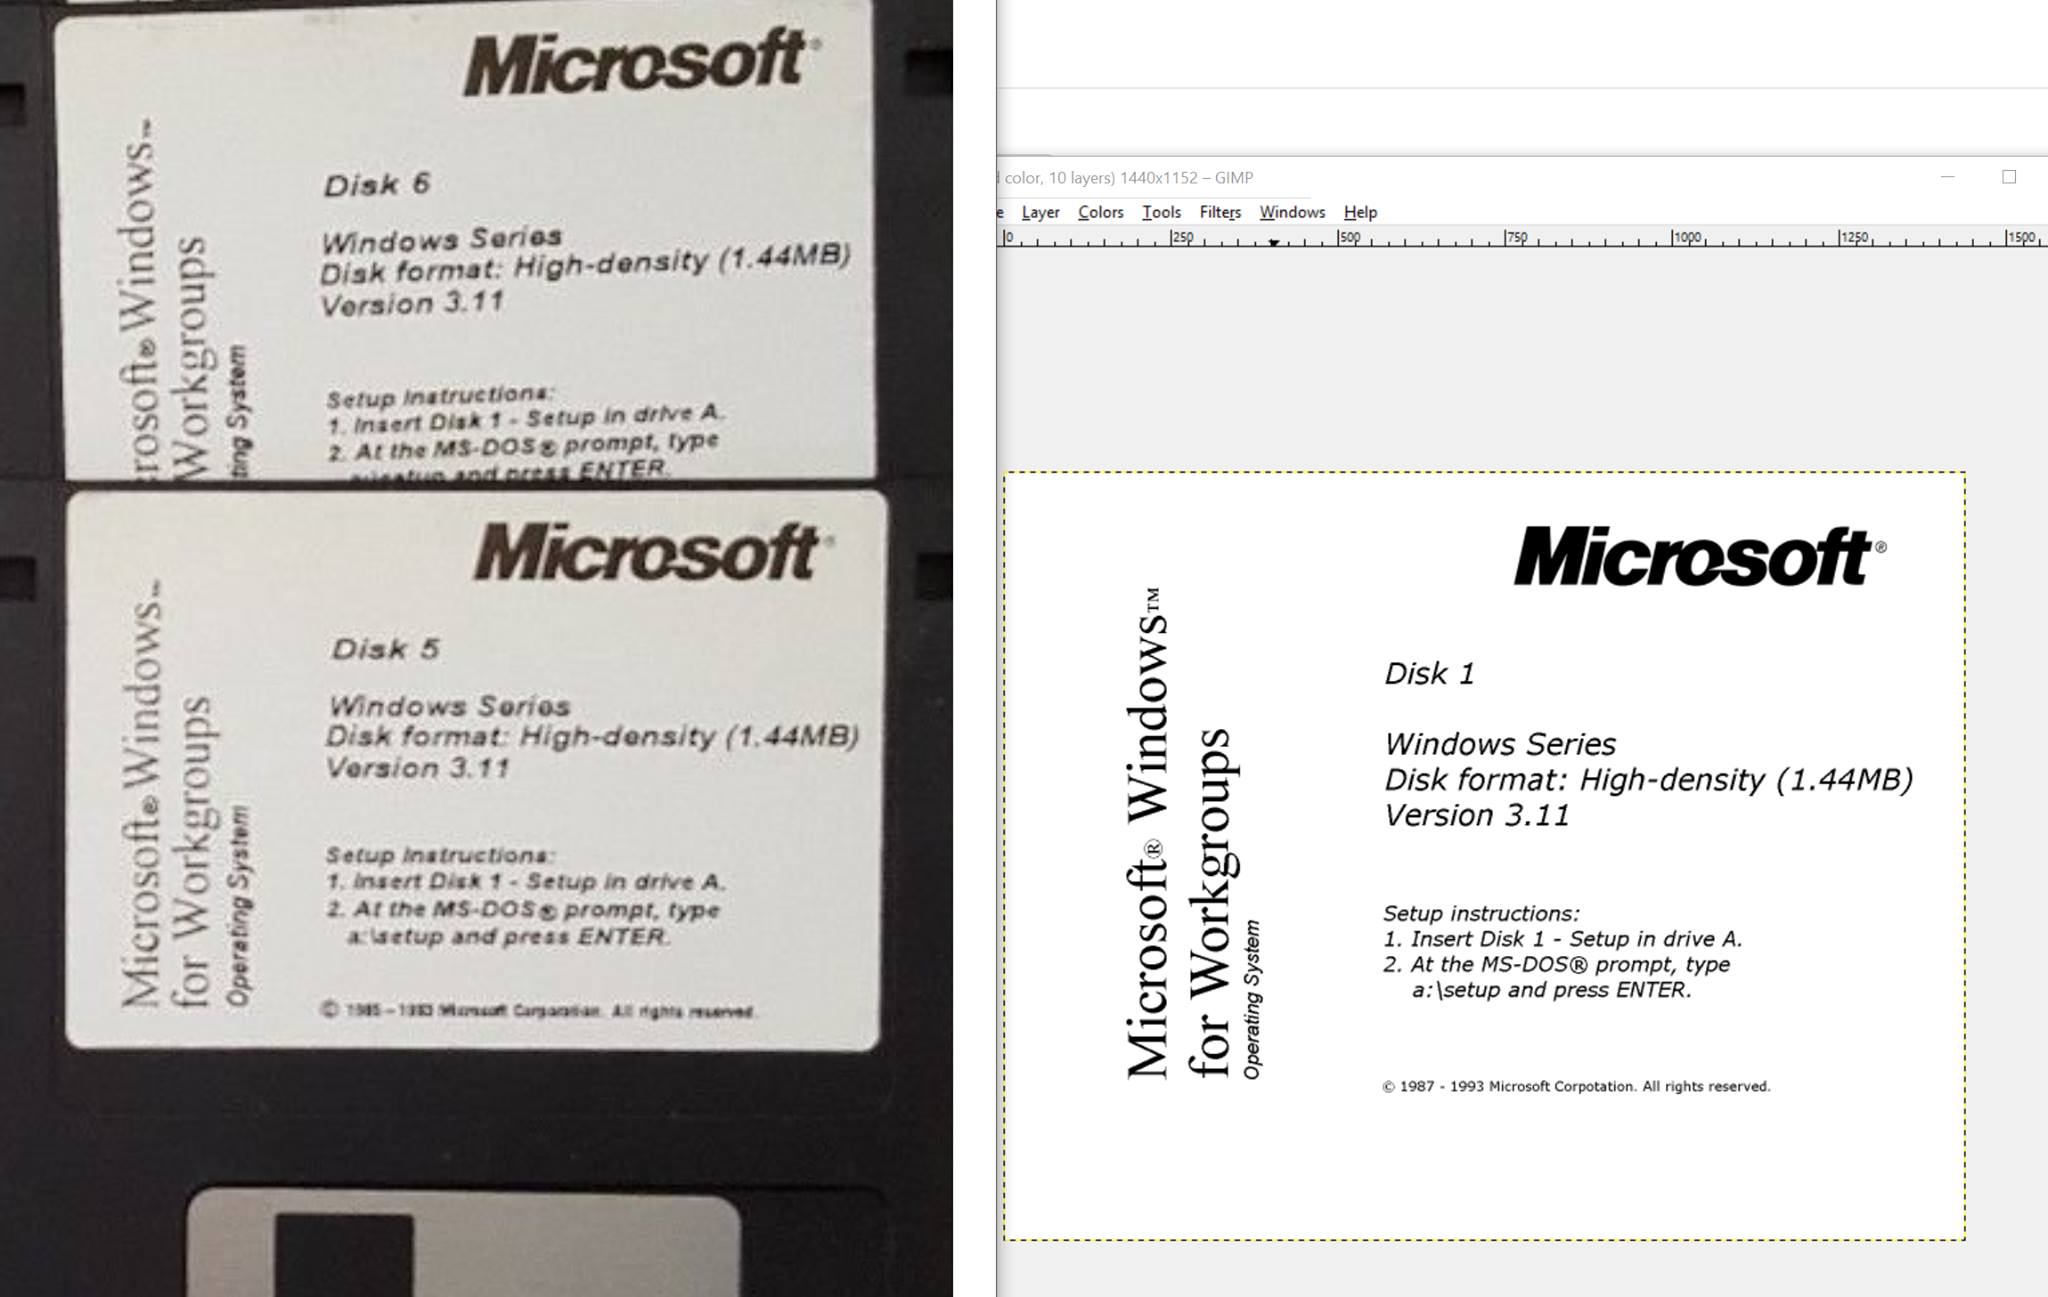 Microsoft®
Disk 6
Windows Series
Disk format: High-density (1.44MB)
Version 3.11
Setup Instructions:
1. Insert Disk 1 - Setup in drive A.
2. At the MS-DOS® prompt, type
a:\setup and press ENTER.
crosoft® Windows™
Workgroups
ting System
Microsoft®
Disk 5
Windows Series
Disk format: High-density (1.44MB)
Version 3.11
Setup Instructions:
1. Insert Disk 1 - Setup in drive A.
2. At the MS-DOS® prompt, type
a:\setup and press ENTER.
© 1985 - 1993 Microsoft Corporation. All rights reserved.
Microsoft® Windows™
for Workgroups
Operating System
d color, 10 layers) 1440x1152 – GIMP
e Layer Colors Tools Filters Windows Help
0 250 500 750 1000 1250 1500
Microsoft®
Disk 1
Windows Series
Disk format: High-density (1.44MB)
Version 3.11
Setup instructions:
1. Insert Disk 1 - Setup in drive A.
2. At the MS-DOS® prompt, type
a:\setup and press ENTER.
© 1987 - 1993 Microsoft Corpotation. All rights reserved.
Microsoft® Windows™
for Workgroups
Operating System